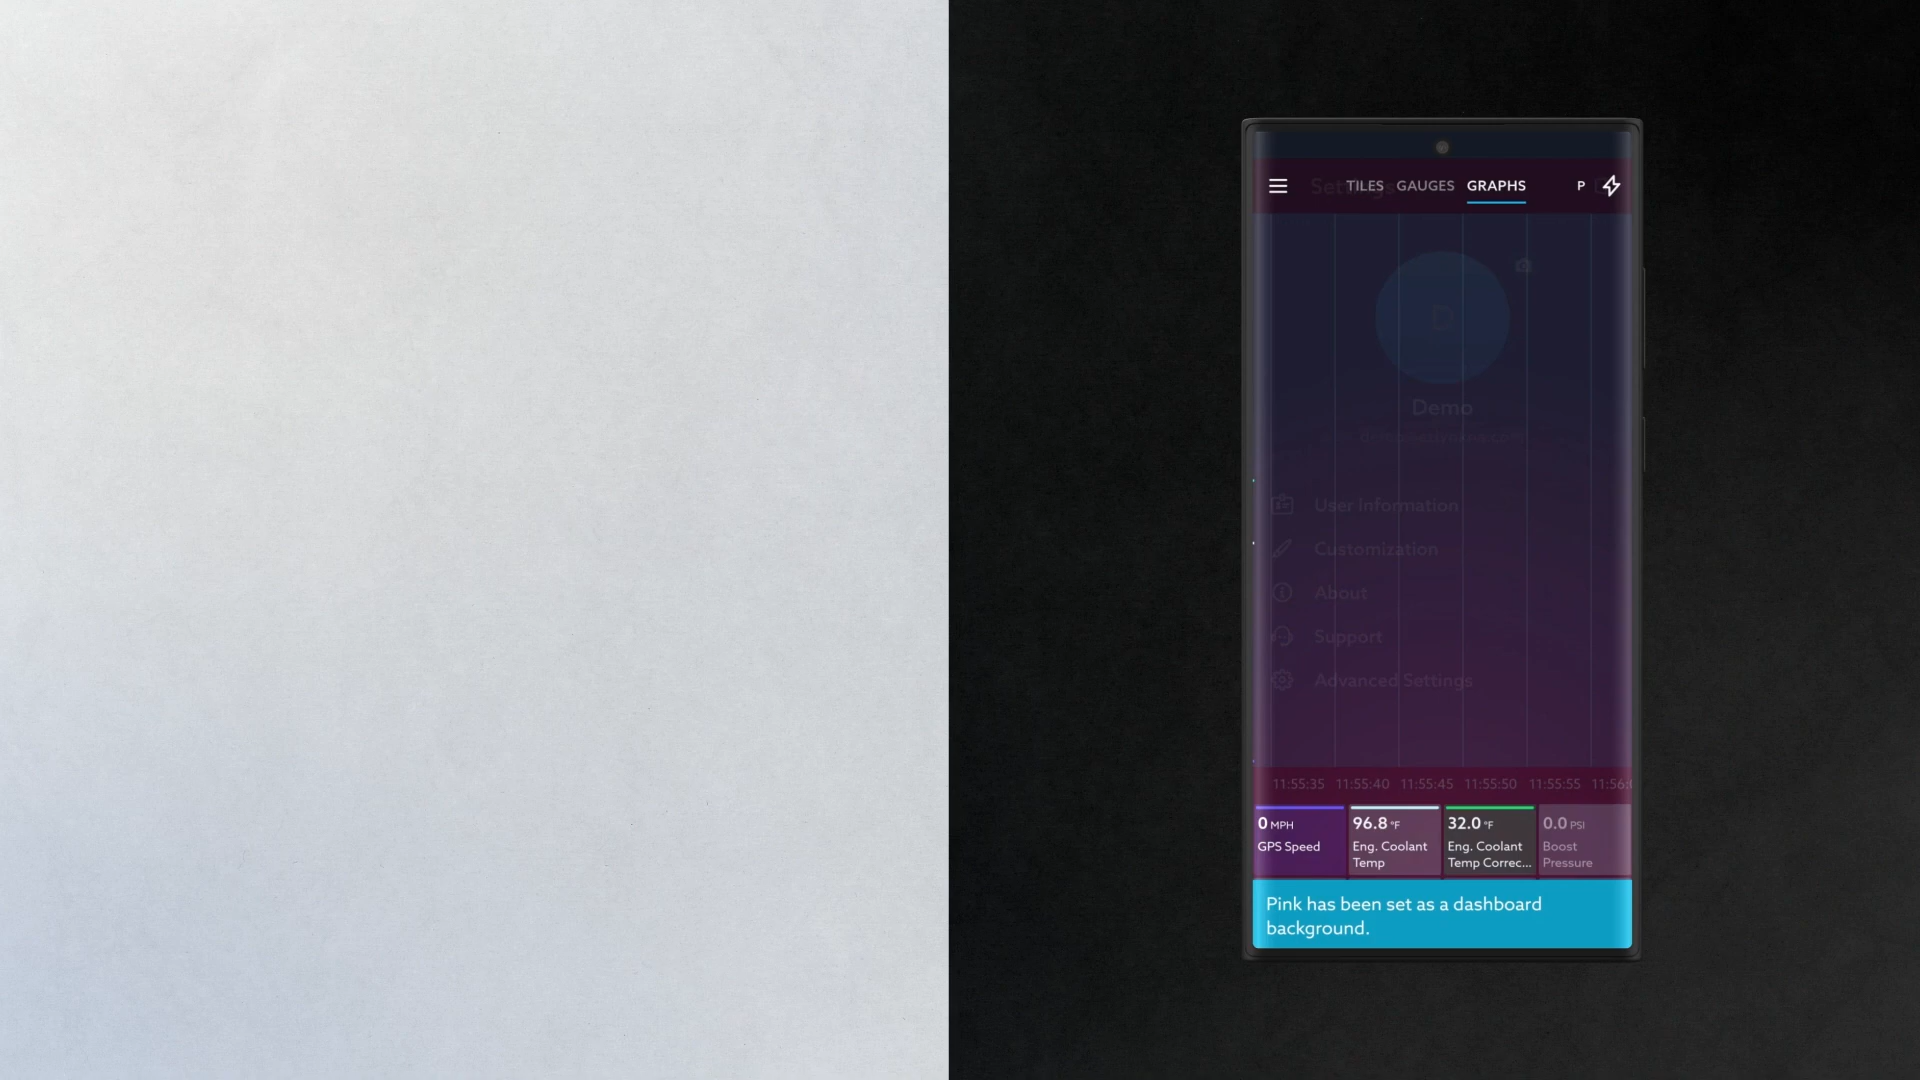 Settings
TILES GAUGES GRAPHS P
D
Demo
User Information
Customization
About
Support
Advanced Settings
11:55:35 11:55:40 11:55:45 11:55:50 11:55:55
0 MPH
GPS Speed
96.8 °F
Eng. Coolant
Temp
32.0 °F
Eng. Coolant
Temp Correc...
0.0 PSI
Boost
Pressure
Pink has been set as a dashboard
background.